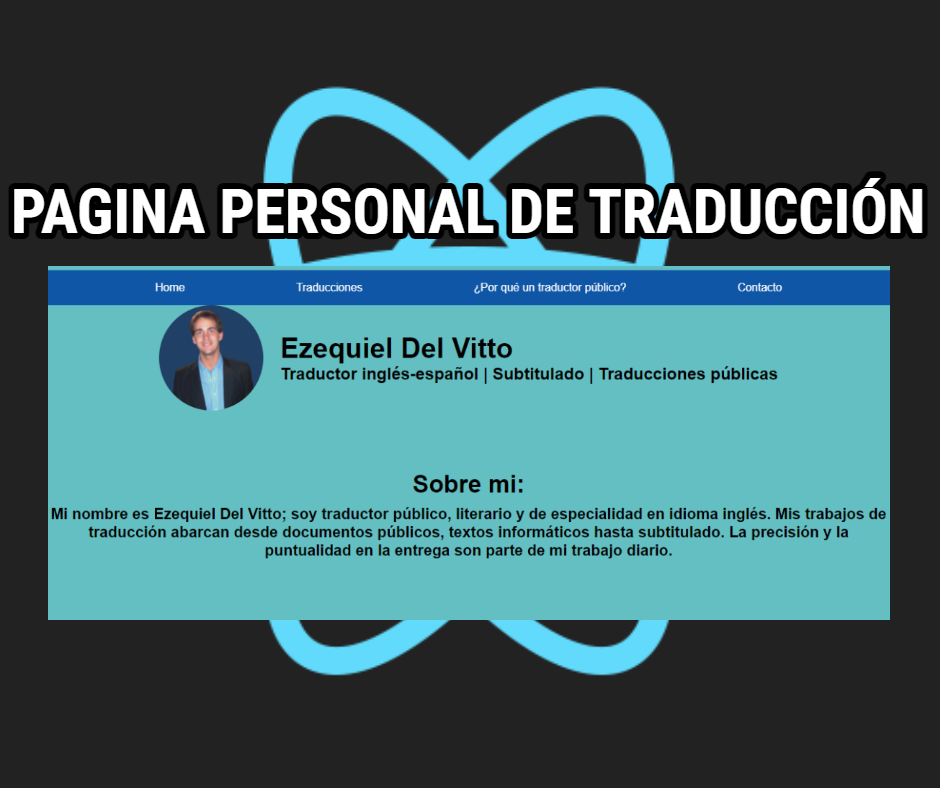 PAGINA PERSONAL DE TRADUCCIÓN
Home Traducciones ¿Por qué un traductor público? Contacto
Ezequiel Del Vitto
Traductor inglés-español | Subtitulado | Traducciones públicas
Sobre mi:
Mi nombre es Ezequiel Del Vitto; soy traductor público, literario y de especialidad en idioma inglés. Mis trabajos de
traducción abarcan desde documentos públicos, textos informáticos hasta subtitulado. La precisión y la
puntualidad en la entrega son parte de mi trabajo diario.